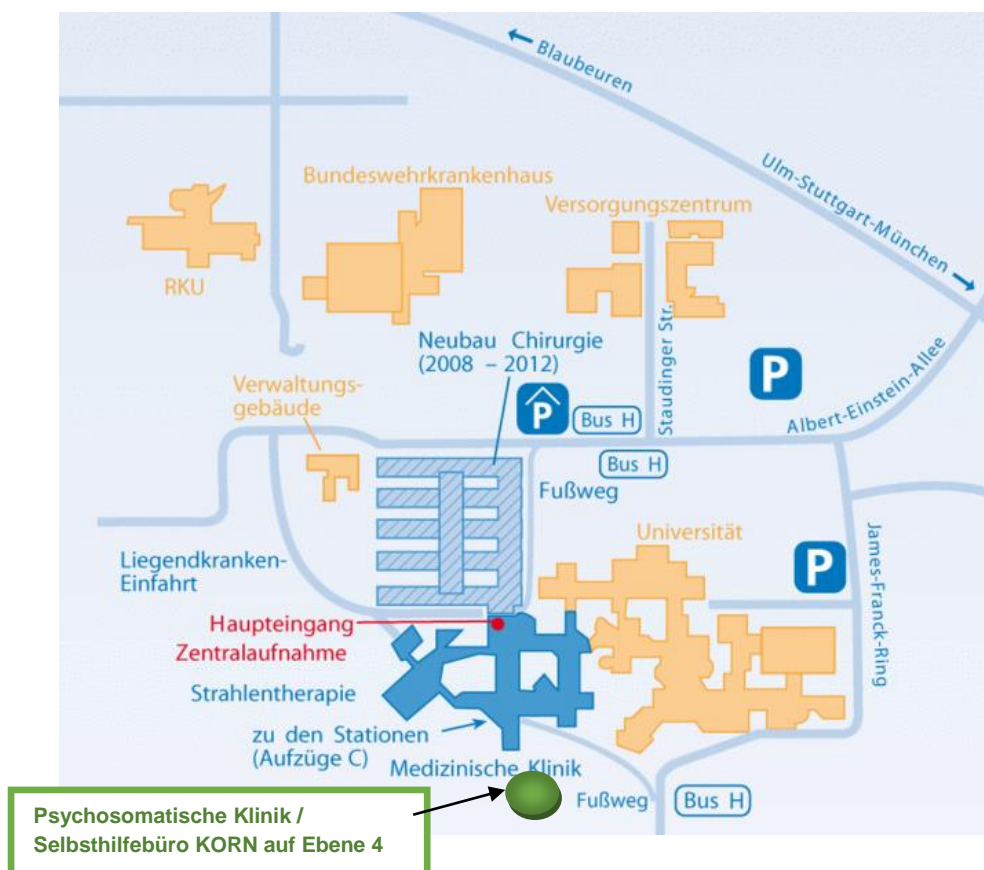 Blaubeuren
Ulm-Stuttgart-München
Bundeswehrkrankenhaus
Versorgungszentrum
RKU
Staudinger Str.
Neubau Chirurgie
(2008 – 2012)
P
Albert-Einstein-Allee
Verwaltungs-
gebäude
P
Bus H
Bus H
Fußweg
Universität
James-Franck-Ring
Liegendkranken-
Einfahrt
P
Haupteingang
Zentralaufnahme
Strahlentherapie
zu den Stationen
(Aufzüge C)
Medizinische Klinik
Fußweg
Bus H
Psychosomatische Klinik /
Selbsthilfebüro KORN auf Ebene 4